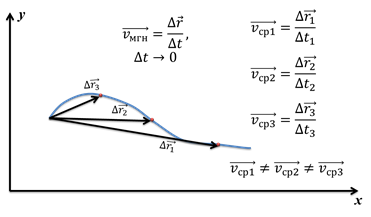 y
v⃗мгн = Δr⃗/Δt,
Δt → 0
v⃗ср1 = Δr⃗₁/Δt₁
v⃗ср2 = Δr⃗₂/Δt₂
v⃗ср3 = Δr⃗₃/Δt₃
Δr⃗₃
Δr⃗₂
Δr⃗₁
v⃗ср1 ≠ v⃗ср2 ≠ v⃗ср3
x